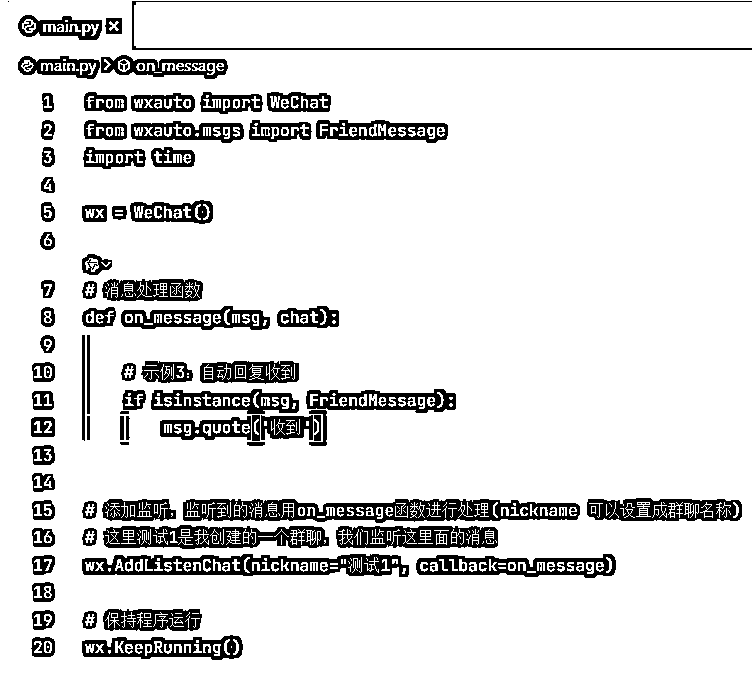 main.py ×
main.py > on_message
1 from wxauto import WeChat
2 from wxauto.msgs import FriendMessage
3 import time
4
5 wx = WeChat()
6
7 # 消息处理函数
8 def on_message(msg, chat):
9
10 # 示例3：自动回复收到
11 if isinstance(msg, FriendMessage):
12 msg.quote('收到')
13
14
15 # 添加监听，监听到的消息用on_message函数进行处理(nickname 可以设置成群聊名称)
16 # 这里测试1是我创建的一个群聊，我们监听这里面的消息
17 wx.AddListenChat(nickname="测试1", callback=on_message)
18
19 # 保持程序运行
20 wx.KeepRunning()